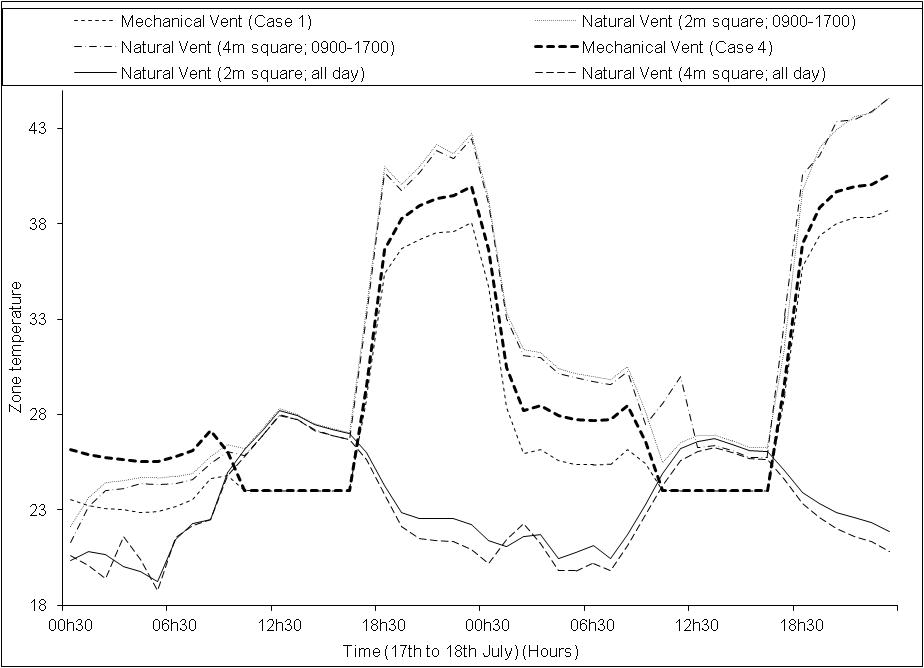 Mechanical Vent (Case 1)
Natural Vent (2m square; 0900-1700)
Natural Vent (4m square; 0900-1700)
Mechanical Vent (Case 4)
Natural Vent (2m square; all day)
Natural Vent (4m square; all day)
Zone temperature
43
38
33
28
23
18
00h30 06h30 12h30 18h30 00h30 06h30 12h30 18h30
Time (17th to 18th July) (Hours)